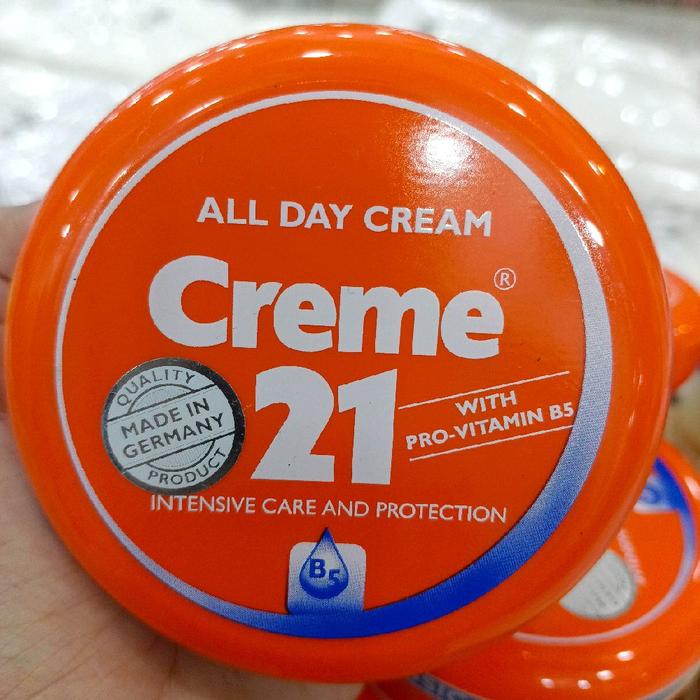 ALL DAY CREAM
Creme®
21
WITH
PRO-VITAMIN B5
QUALITY
MADE IN
GERMANY
PRODUCT
INTENSIVE CARE AND PROTECTION
B5